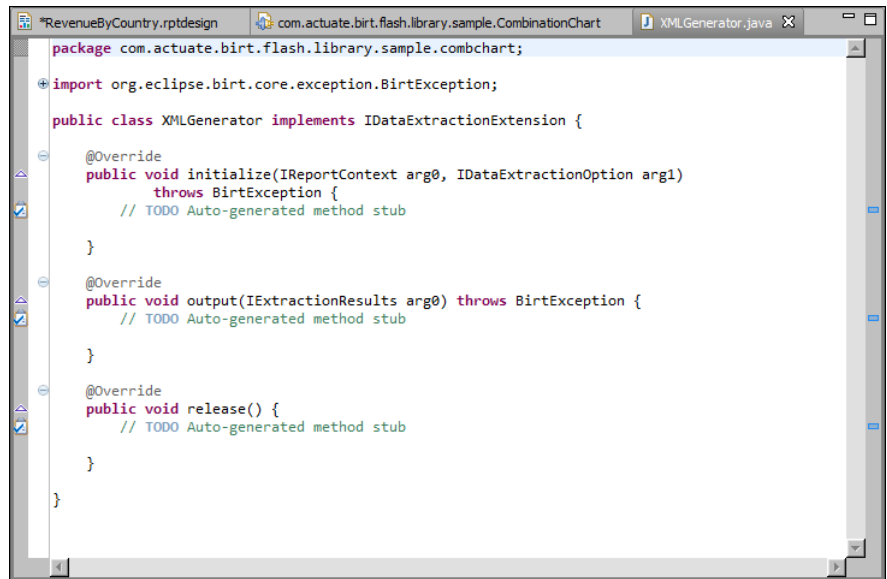 *RevenueByCountry.rptdesign com.actuate.birt.flash.library.sample.CombinationChart XMLGenerator.java
package com.actuate.birt.flash.library.sample.combchart;
import org.eclipse.birt.core.exception.BirtException;
public class XMLGenerator implements IDataExtractionExtension {
@Override
public void initialize(IReportContext arg0, IDataExtractionOption arg1)
throws BirtException {
// TODO Auto-generated method stub
}
@Override
public void output(IExtractionResults arg0) throws BirtException {
// TODO Auto-generated method stub
}
@Override
public void release() {
// TODO Auto-generated method stub
}
}